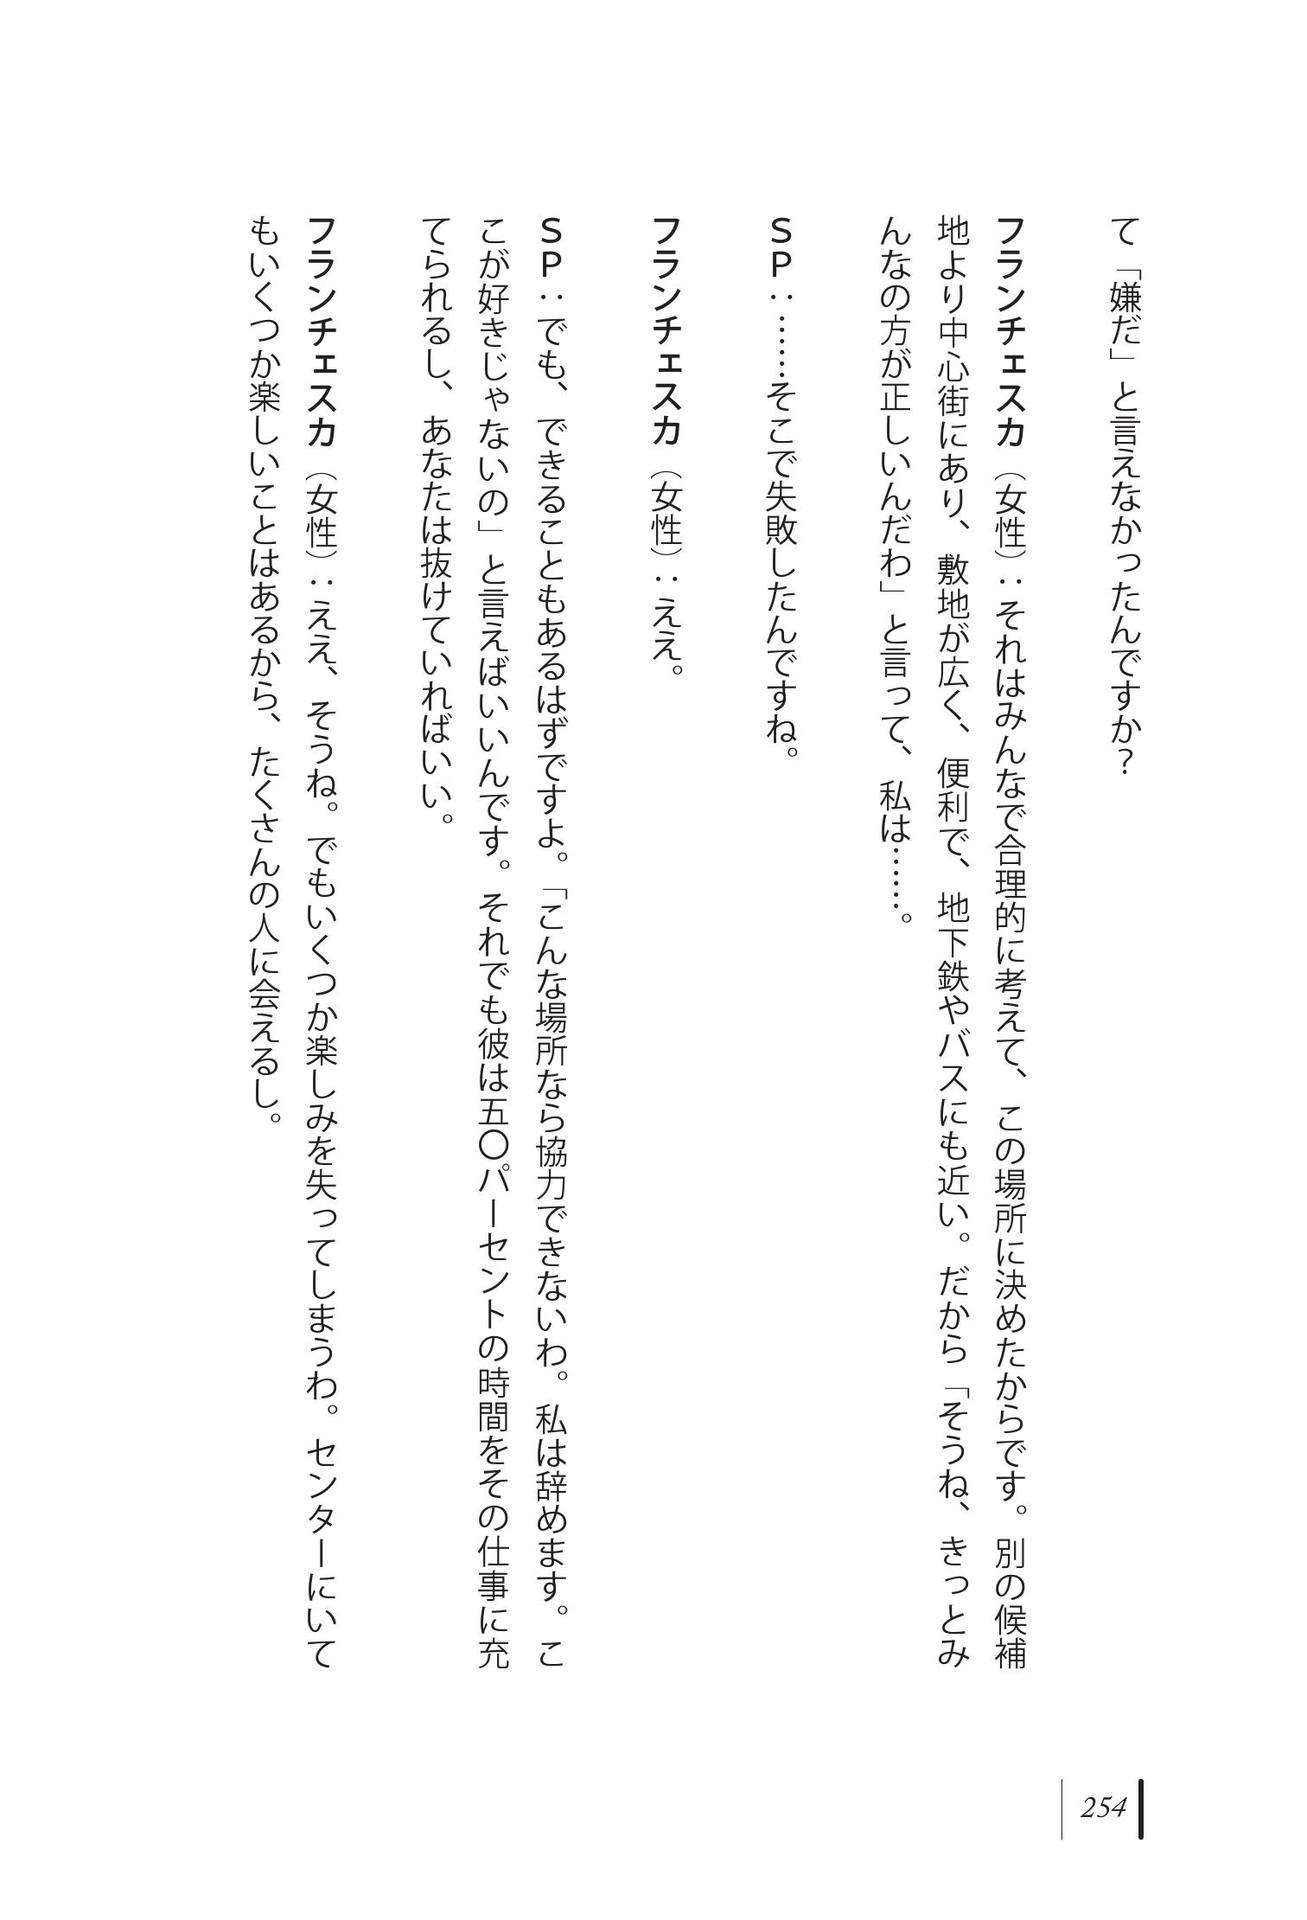 て「嫌だ」と言えなかったんですか?
フランチェスカ（女性）：それはみんなで合理的に考えて、この場所に決めたからです。別の候補
地より中心街にあり、敷地が広く、便利で、地下鉄やバスにも近い。だから「そうね、きっとみ
んなの方が正しいんだわ」と言って、私は……。
ＳＰ：……そこで失敗したんですね。
フランチェスカ（女性）：ええ。
ＳＰ：でも、できることもあるはずですよ。「こんな場所なら協力できないわ。私は辞めます。こ
こが好きじゃないの」と言えばいいんです。それでも彼は五〇パーセントの時間をその仕事に充
てられるし、あなたは抜けていればいい。
フランチェスカ（女性）：ええ、そうね。でもいくつか楽しみを失ってしまうわ。センターにいて
もいくつか楽しいことはあるから、たくさんの人に会えるし。
254